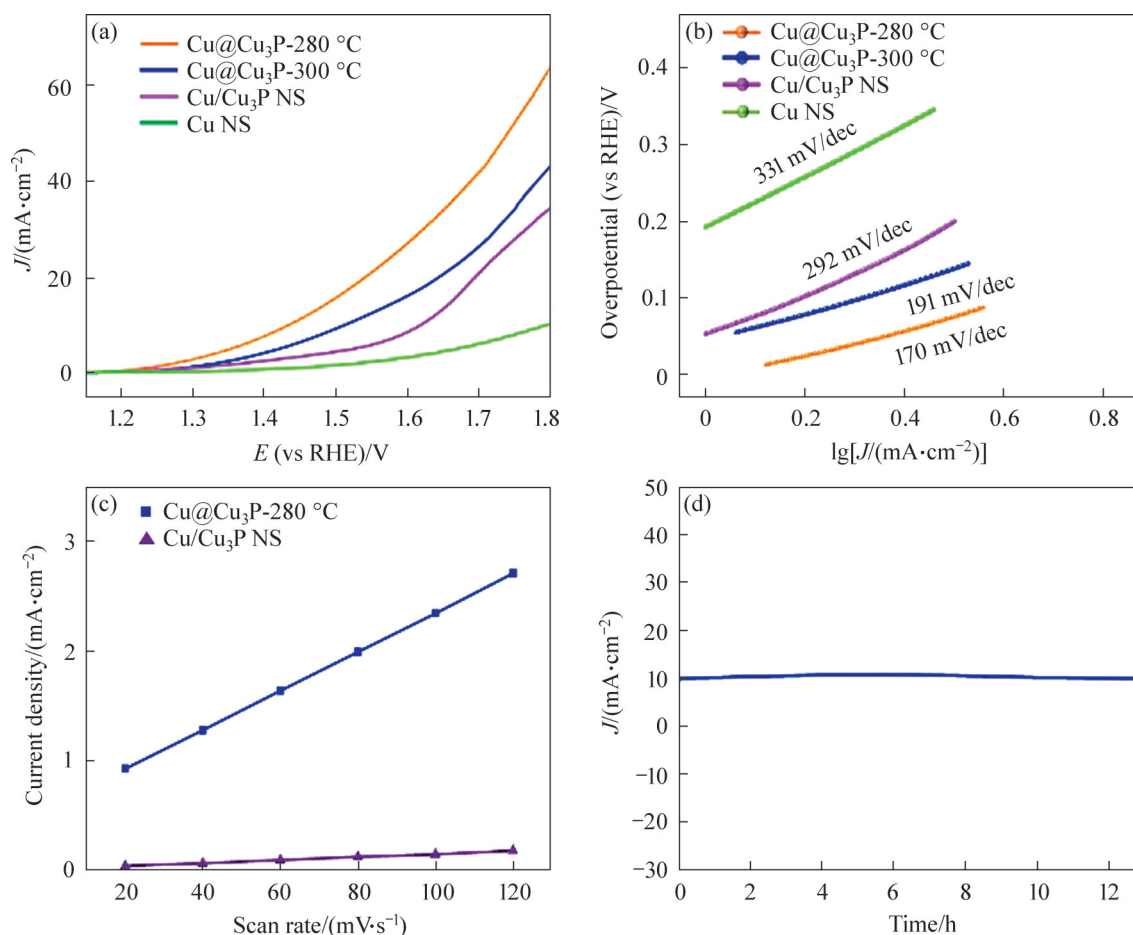 (a)
Cu@Cu₃P-280 °C
Cu@Cu₃P-300 °C
Cu/Cu₃P NS
Cu NS
60
40
20
0
J/(mA·cm⁻²)
1.2 1.3 1.4 1.5 1.6 1.7 1.8
E (vs RHE)/V
(b)
Cu@Cu₃P-280 °C
Cu@Cu₃P-300 °C
Cu/Cu₃P NS
Cu NS
0.4
0.3
0.2
0.1
0
Overpotential (vs RHE)/V
331 mV/dec
292 mV/dec
191 mV/dec
170 mV/dec
0 0.2 0.4 0.6 0.8
lg[J/(mA·cm⁻²)]
(c)
Cu@Cu₃P-280 °C
Cu/Cu₃P NS
3
2
1
0
Current density/(mA·cm⁻²)
20 40 60 80 100 120
Scan rate/(mV·s⁻¹)
(d)
50
40
30
20
10
0
−10
−20
−30
J/(mA·cm⁻²)
0 2 4 6 8 10 12
Time/h